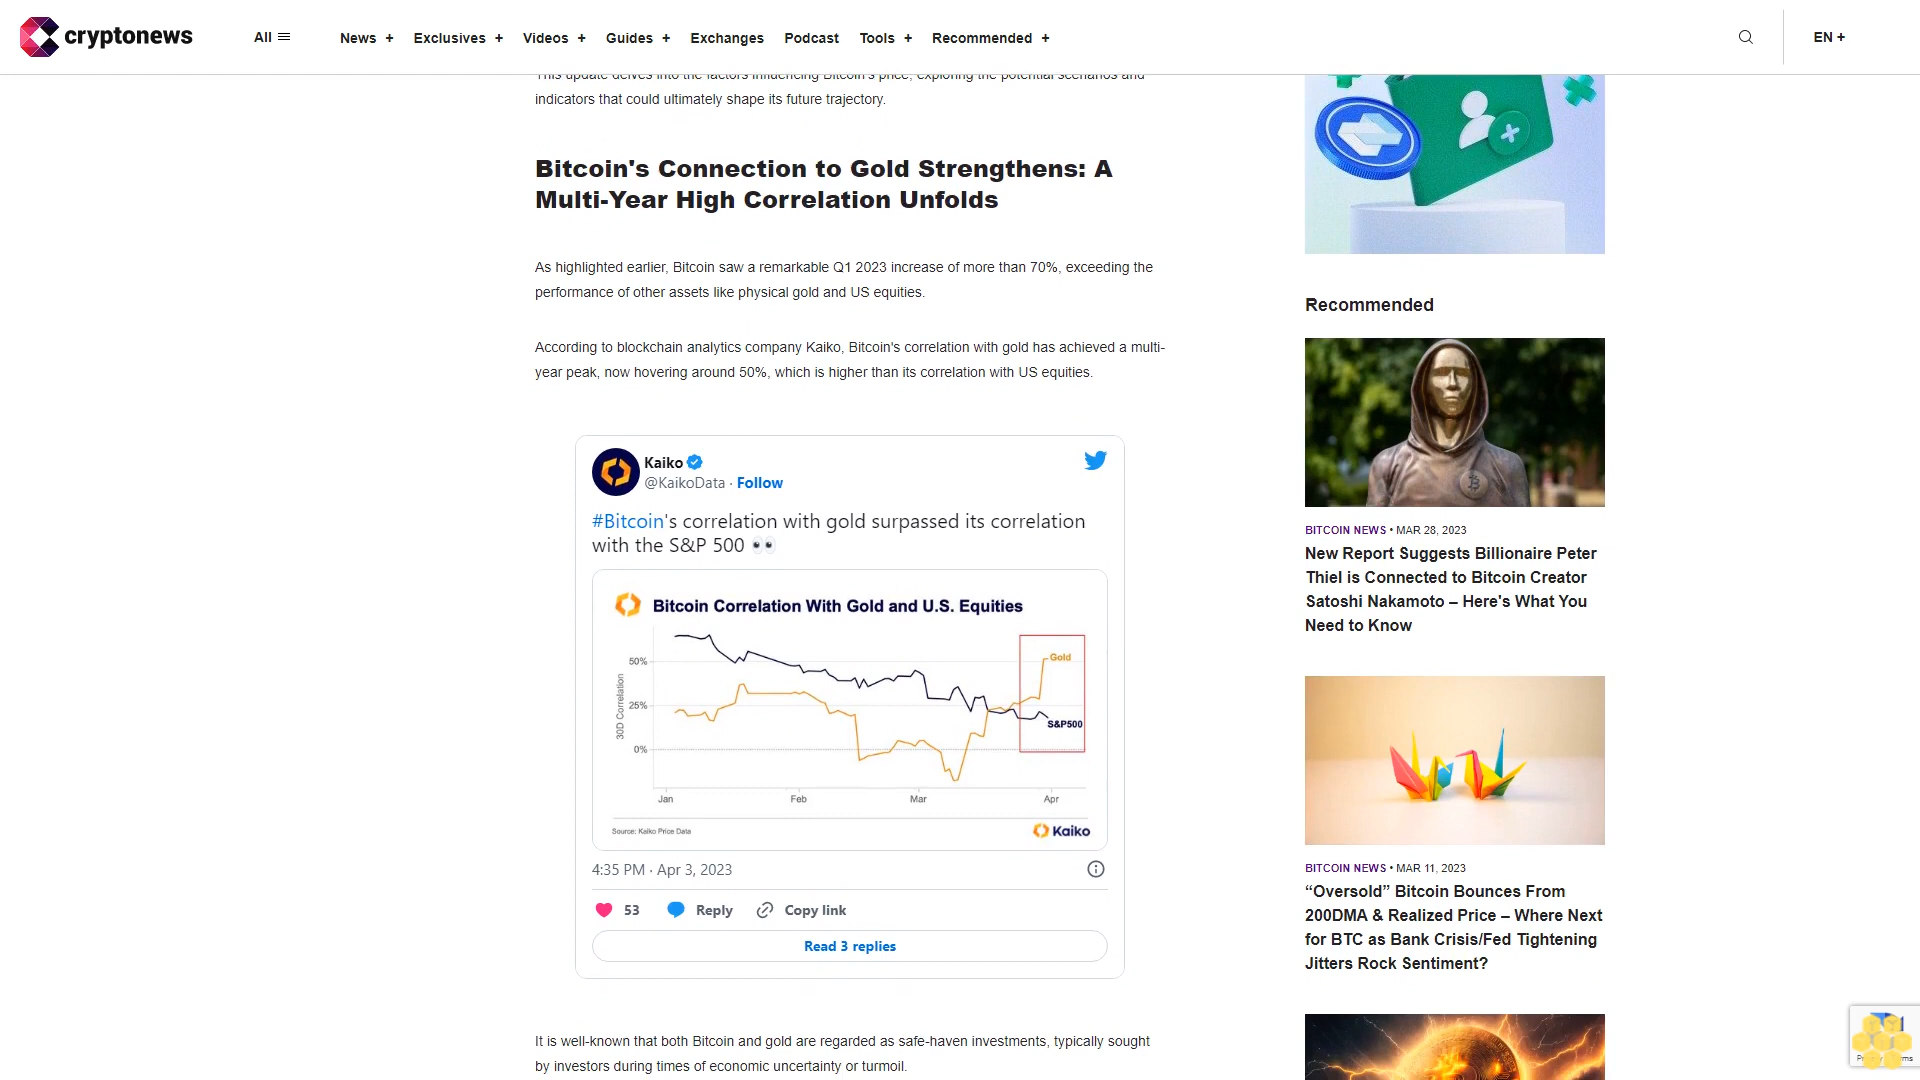 cryptonews
All
News +
Exclusives +
Videos +
Guides +
Exchanges
Podcast
Tools +
Recommended +
EN +
This update delves into the factors influencing Bitcoin's price, exploring the potential scenarios and
indicators that could ultimately shape its future trajectory.
Bitcoin's Connection to Gold Strengthens: A
Multi-Year High Correlation Unfolds
As highlighted earlier, Bitcoin saw a remarkable Q1 2023 increase of more than 70%, exceeding the
performance of other assets like physical gold and US equities.
According to blockchain analytics company Kaiko, Bitcoin's correlation with gold has achieved a multi-
year peak, now hovering around 50%, which is higher than its correlation with US equities.
Kaiko
@KaikoData · Follow
#Bitcoin's correlation with gold surpassed its correlation
with the S&P 500 👀
Bitcoin Correlation With Gold and U.S. Equities
50%
25%
0%
30D Correlation
Gold
S&P500
Jan
Feb
Mar
Apr
Source: Kaiko Price Data
Kaiko
4:35 PM · Apr 3, 2023
53
Reply
Copy link
Read 3 replies
It is well-known that both Bitcoin and gold are regarded as safe-haven investments, typically sought
by investors during times of economic uncertainty or turmoil.
Recommended
BITCOIN NEWS • MAR 28, 2023
New Report Suggests Billionaire Peter
Thiel is Connected to Bitcoin Creator
Satoshi Nakamoto – Here's What You
Need to Know
BITCOIN NEWS • MAR 11, 2023
“Oversold” Bitcoin Bounces From
200DMA & Realized Price – Where Next
for BTC as Bank Crisis/Fed Tightening
Jitters Rock Sentiment?